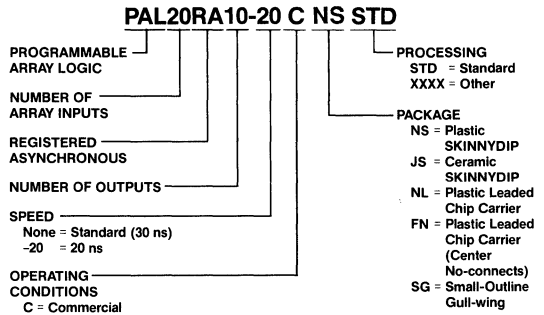 PAL20RA10-20 C NS STD
PROGRAMMABLE
ARRAY LOGIC
NUMBER OF
ARRAY INPUTS
REGISTERED
ASYNCHRONOUS
NUMBER OF OUTPUTS
SPEED
None = Standard (30 ns)
-20 = 20 ns
OPERATING
CONDITIONS
C = Commercial
PROCESSING
STD = Standard
XXXX = Other
PACKAGE
NS = Plastic
SKINNYDIP
JS = Ceramic
SKINNYDIP
NL = Plastic Leaded
Chip Carrier
FN = Plastic Leaded
Chip Carrier
(Center
No-connects)
SG = Small-Outline
Gull-wing